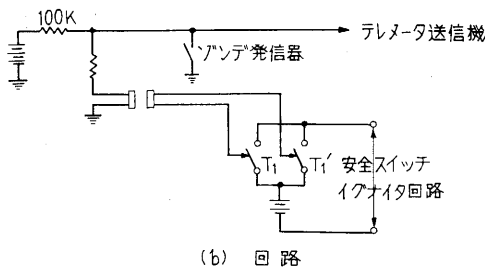 100K
テレメータ送信機
ゾンデ発信器
T₁
T₁′
安全スイッチ
イグナイタ回路
(b) 回路